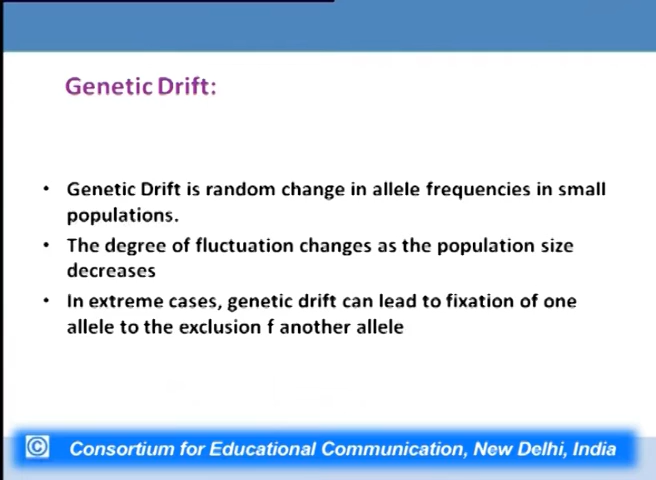 Genetic Drift:
• Genetic Drift is random change in allele frequencies in small
populations.
• The degree of fluctuation changes as the population size
decreases
• In extreme cases, genetic drift can lead to fixation of one
allele to the exclusion f another allele
© Consortium for Educational Communication, New Delhi, India